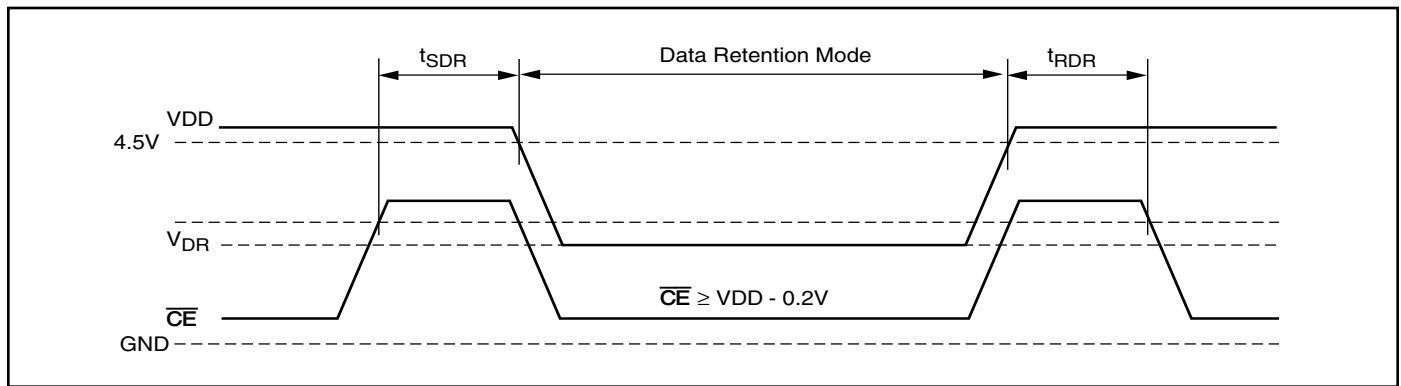 tSDR
Data Retention Mode
tRDR
VDD
4.5V
VDR
CE ≥ VDD - 0.2V
CE
GND